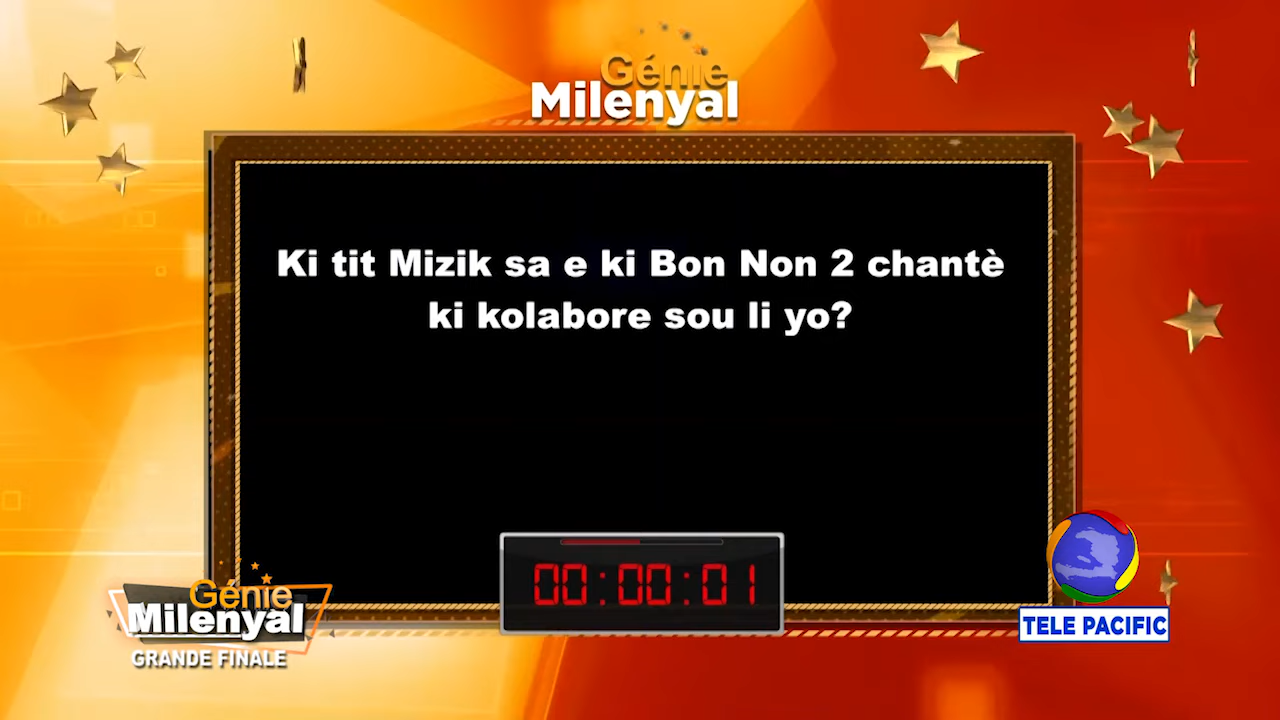 Génie
Milenyal
Ki tit Mizik sa e ki Bon Non 2 chantè
ki kolabore sou li yo?
00:00:01
Génie
Milenyal
GRANDE FINALE
TELE PACIFIC